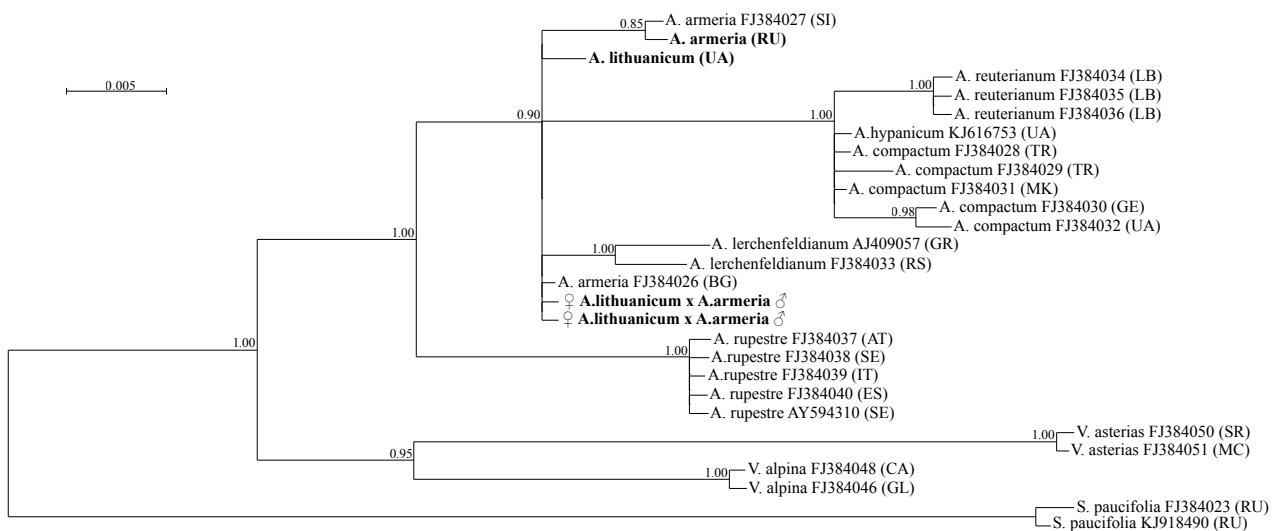 0.85
A. armeria FJ384027 (SI)
A. armeria (RU)
A. lithuanicum (UA)
0.005
1.00
A. reuterianum FJ384034 (LB)
A. reuterianum FJ384035 (LB)
A. reuterianum FJ384036 (LB)
0.90
1.00
A.hypanicum KJ616753 (UA)
A. compactum FJ384028 (TR)
A. compactum FJ384029 (TR)
A. compactum FJ384031 (MK)
0.98
A. compactum FJ384030 (GE)
A. compactum FJ384032 (UA)
1.00
1.00
A. lerchenfeldianum AJ409057 (GR)
A. lerchenfeldianum FJ384033 (RS)
A. armeria FJ384026 (BG)
♀ A.lithuanicum x A.armeria ♂
♀ A.lithuanicum x A.armeria ♂
1.00
1.00
A. rupestre FJ384037 (AT)
A.rupestre FJ384038 (SE)
A.rupestre FJ384039 (IT)
A. rupestre FJ384040 (ES)
A. rupestre AY594310 (SE)
1.00
V. asterias FJ384050 (SR)
V. asterias FJ384051 (MC)
0.95
1.00
V. alpina FJ384048 (CA)
V. alpina FJ384046 (GL)
S. paucifolia FJ384023 (RU)
S. paucifolia KJ918490 (RU)